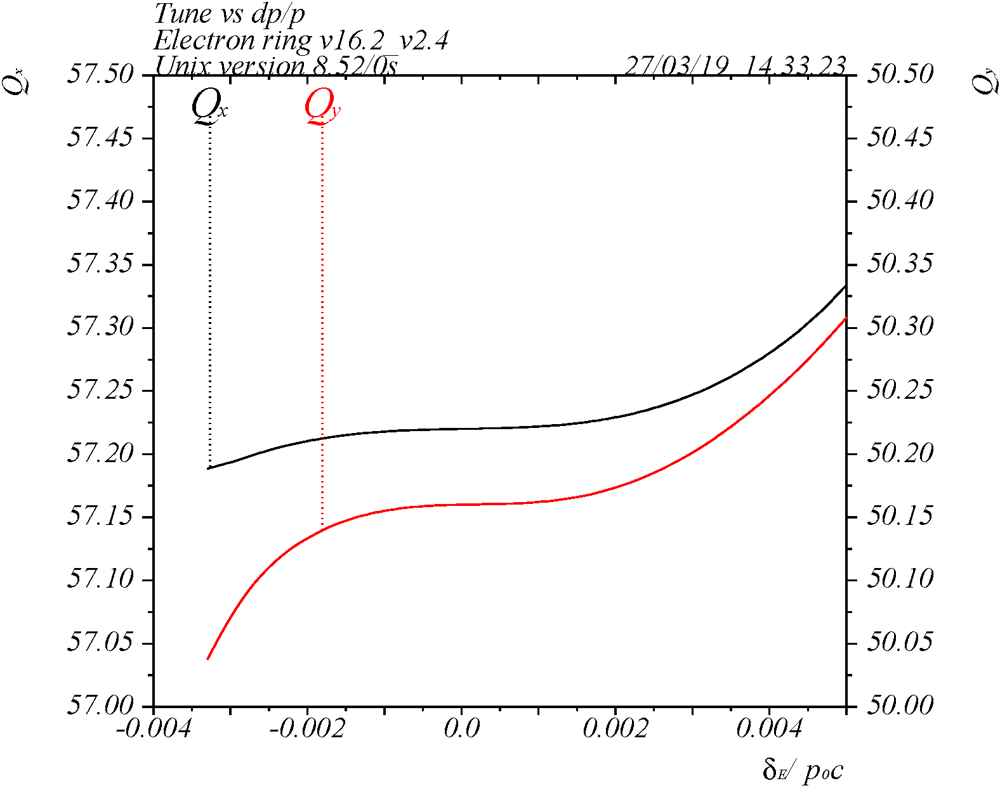 Tune vs dp/p
Electron ring v16.2_v2.4
Unix version 8.52/0s 27/03/19 14.33.23
Qx
Qy
Qx Qy
57.50 50.50
57.45 50.45
57.40 50.40
57.35 50.35
57.30 50.30
57.25 50.25
57.20 50.20
57.15 50.15
57.10 50.10
57.05 50.05
57.00 50.00
-0.004 -0.002 0.0 0.002 0.004
δE/ p0c